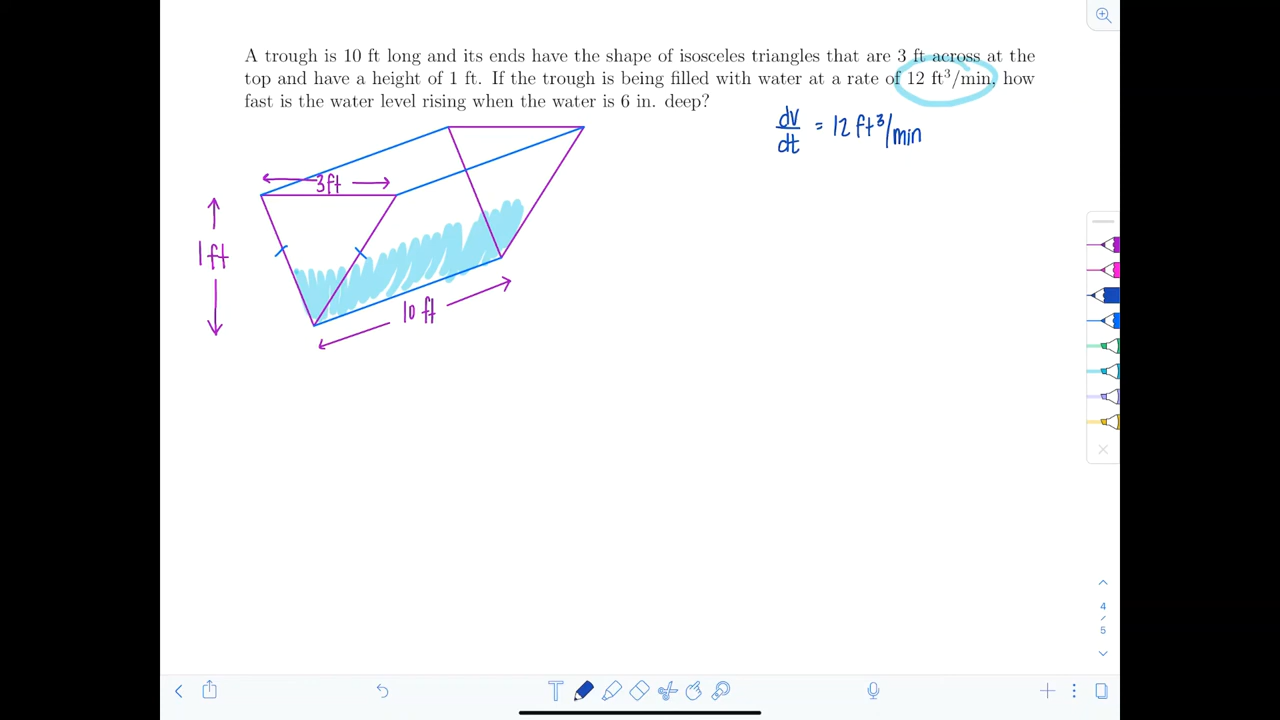 A trough is 10 ft long and its ends have the shape of isosceles triangles that are 3 ft across at the
top and have a height of 1 ft. If the trough is being filled with water at a rate of 12 ft³/min, how
fast is the water level rising when the water is 6 in. deep?
dv/dt = 12 ft³/min
3ft
1ft
10 ft
4
/
5
T